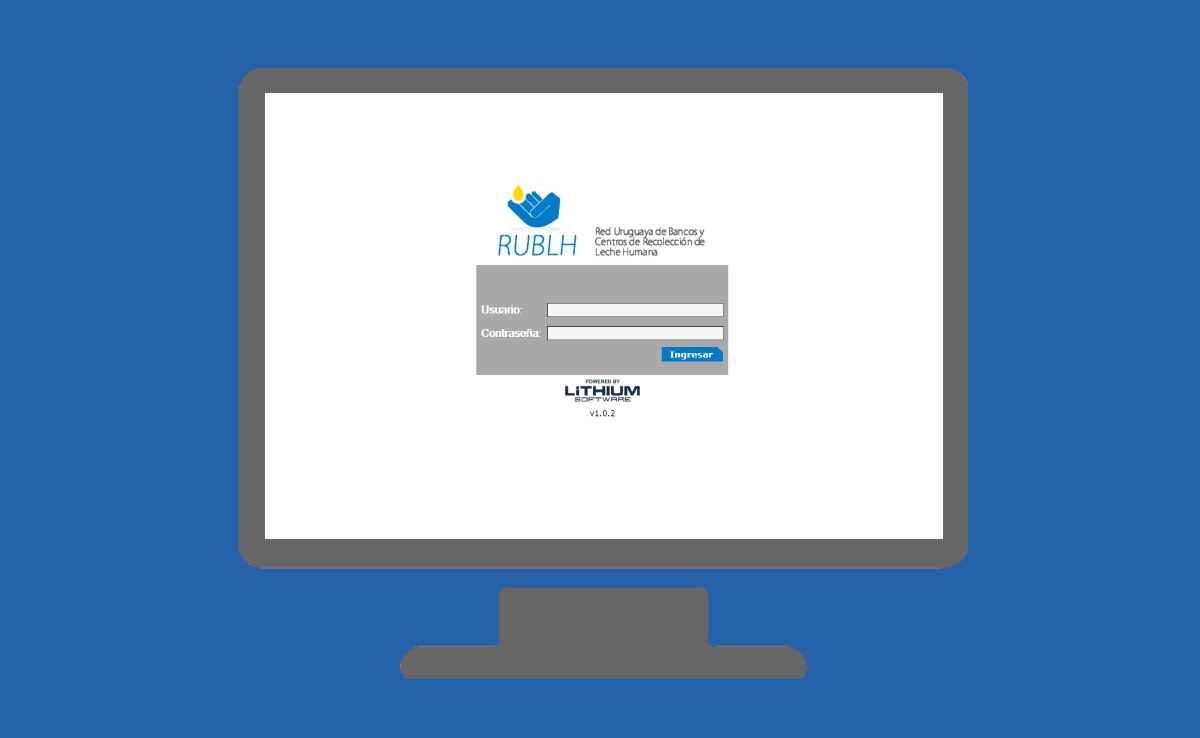 RUBLH
Red Uruguaya de Bancos y
Centros de Recolección de
Leche Humana
Usuario:
Contraseña:
Ingresar
POWERED BY
LiTHIUM
SOFTWARE
v1.0.2